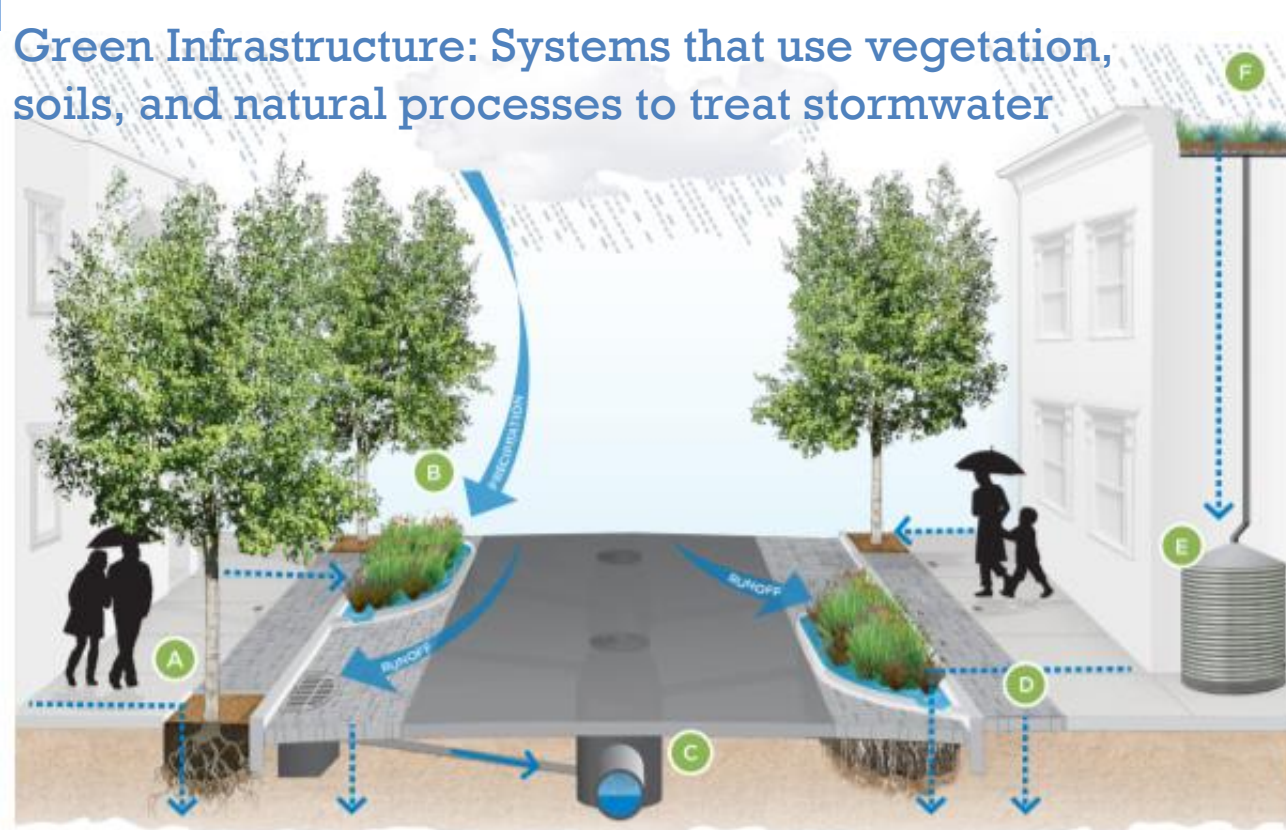 Green Infrastructure: Systems that use vegetation,
soils, and natural processes to treat stormwater
F
PRECIPITATION
B
E
RUNOFF
RUNOFF
A
D
C